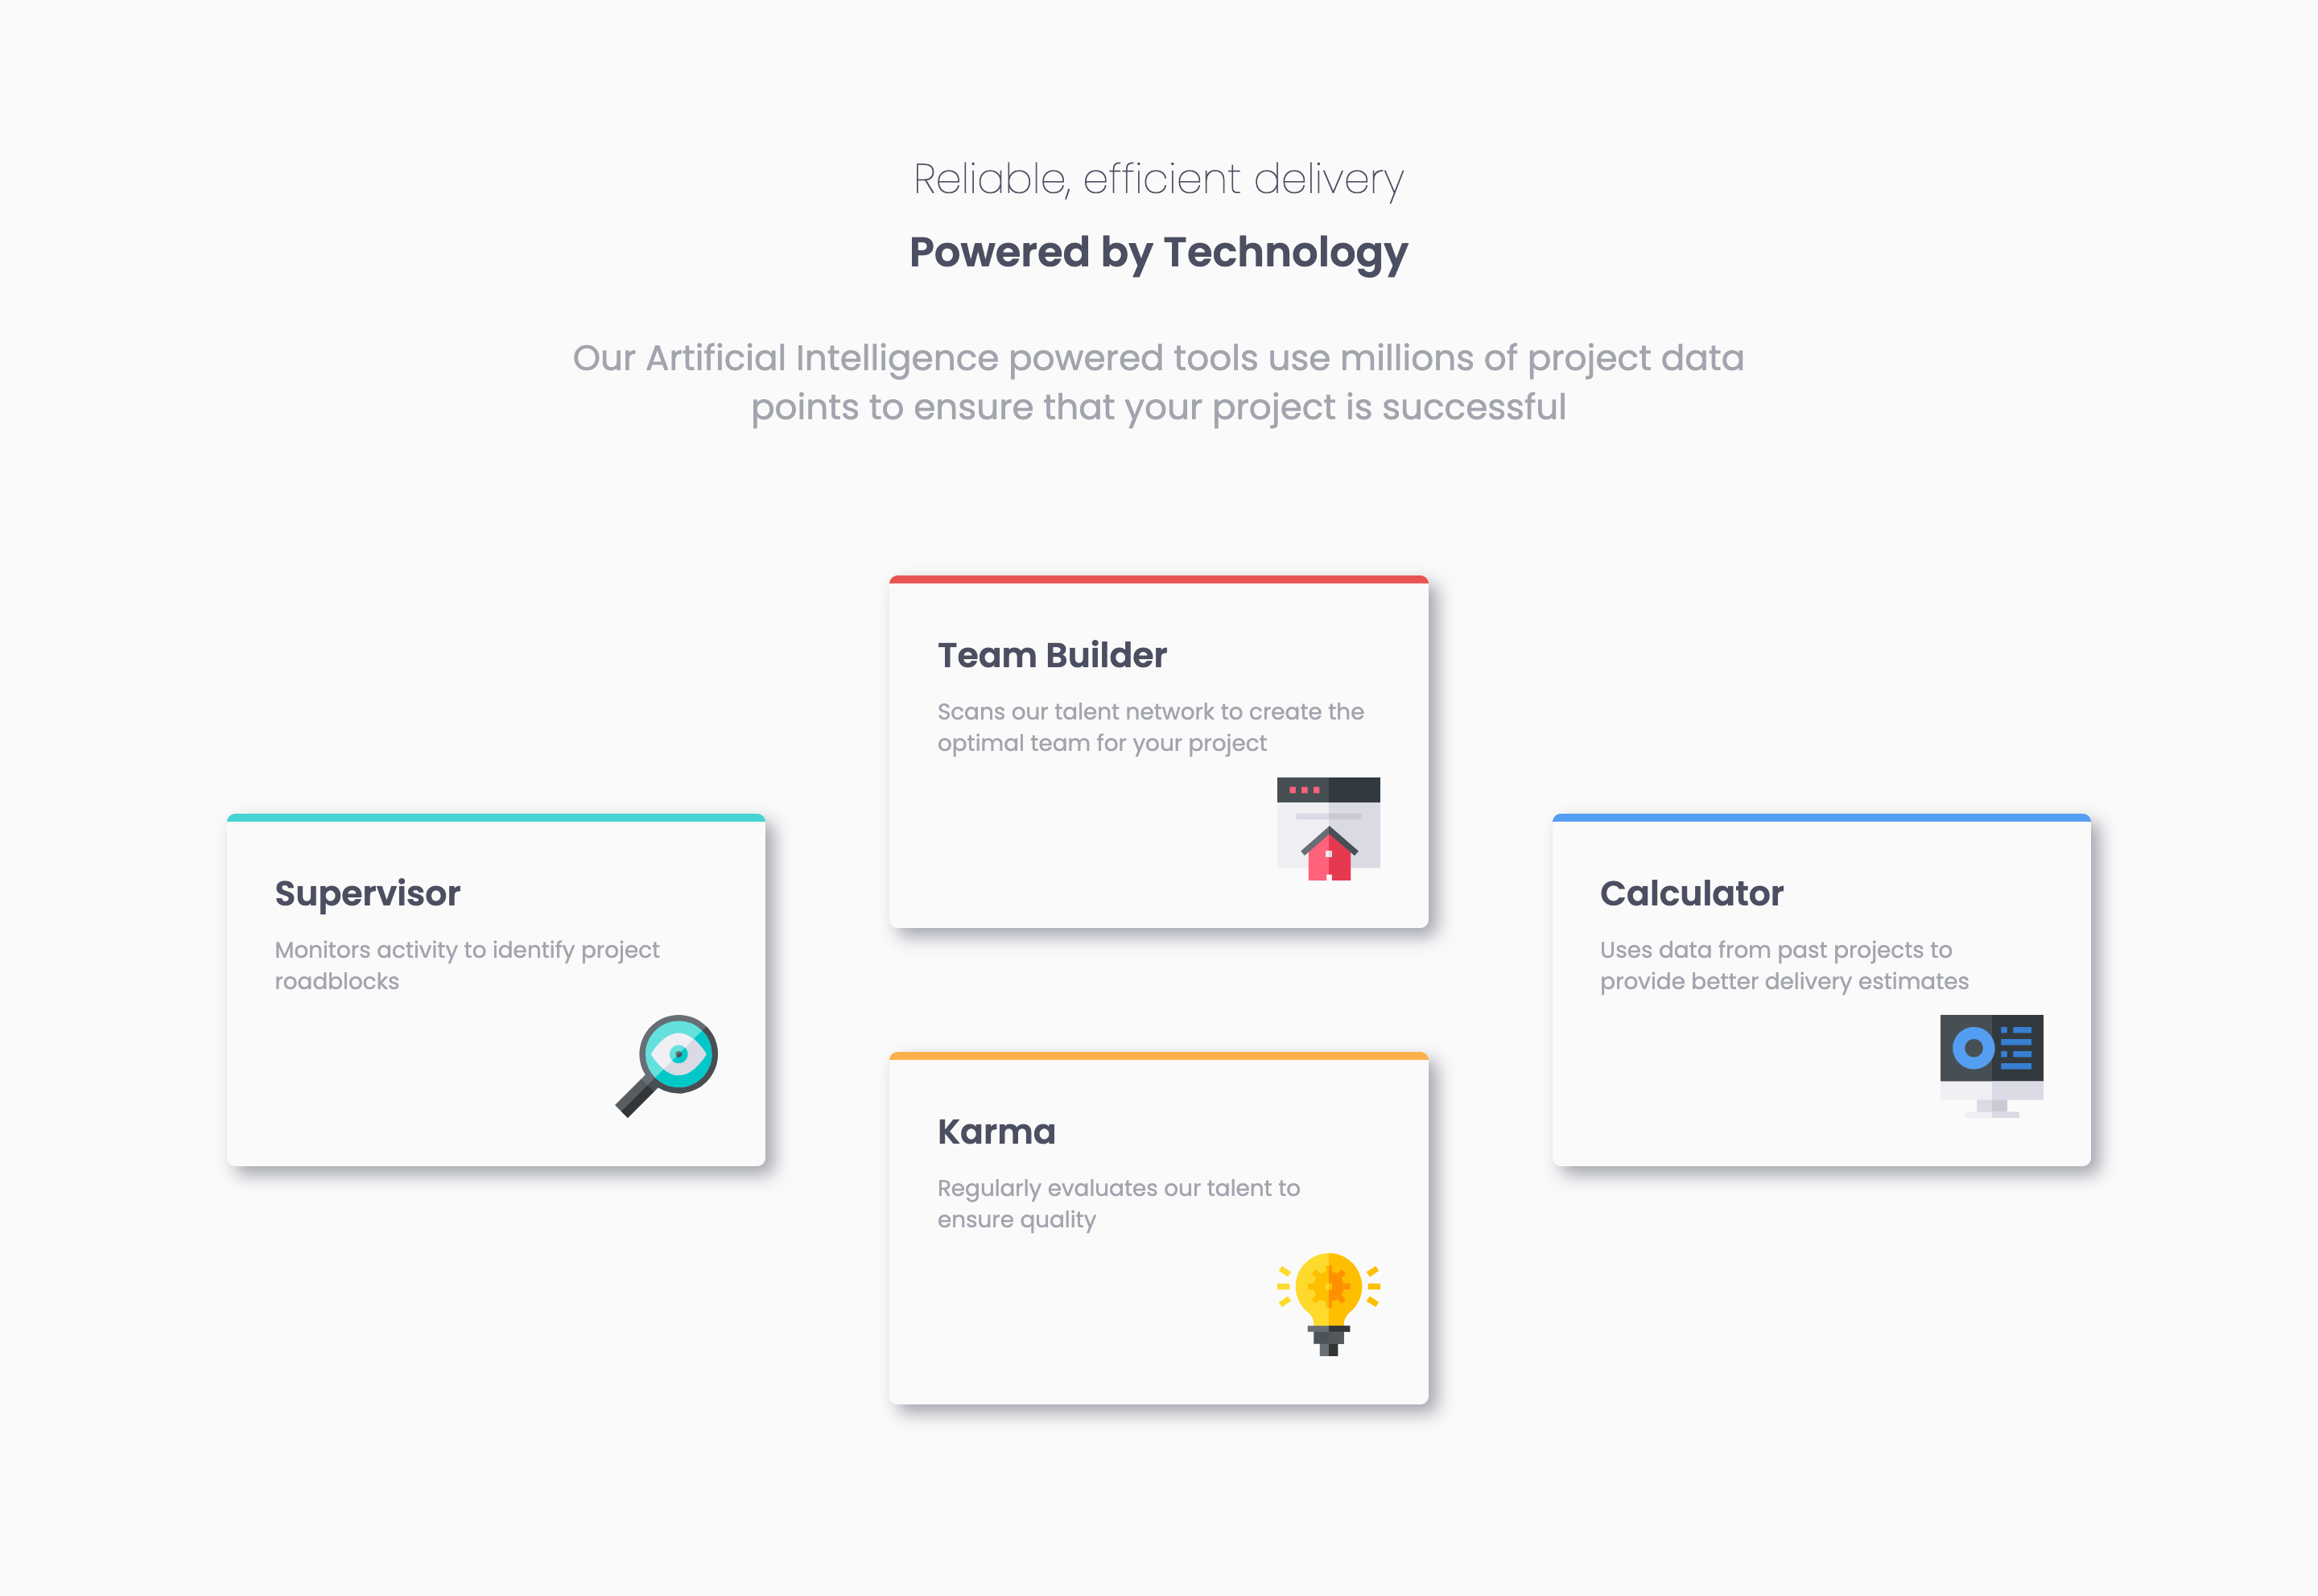 Reliable, efficient delivery
Powered by Technology
Our Artificial Intelligence powered tools use millions of project data
points to ensure that your project is successful
Team Builder
Scans our talent network to create the
optimal team for your project
Supervisor
Monitors activity to identify project
roadblocks
Calculator
Uses data from past projects to
provide better delivery estimates
Karma
Regularly evaluates our talent to
ensure quality